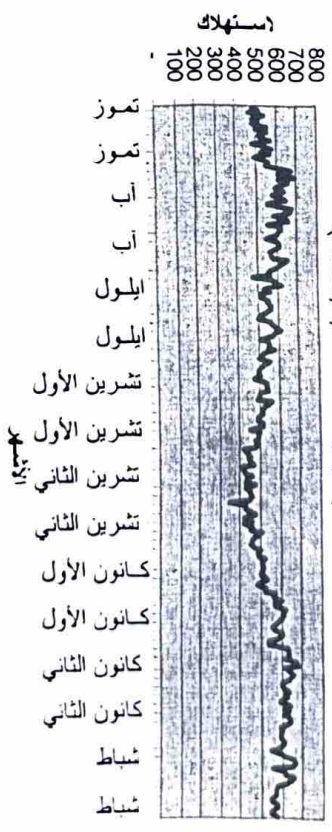 استهلاك
800
700
600
500
400
300
200
100
-
تموز
تموز
آب
آب
ايلول
ايلول
تشرين الأول
تشرين الأول
تشرين الثاني
تشرين الثاني
كانون الأول
كانون الأول
كانون الثاني
كانون الثاني
شباط
شباط
الأشهر